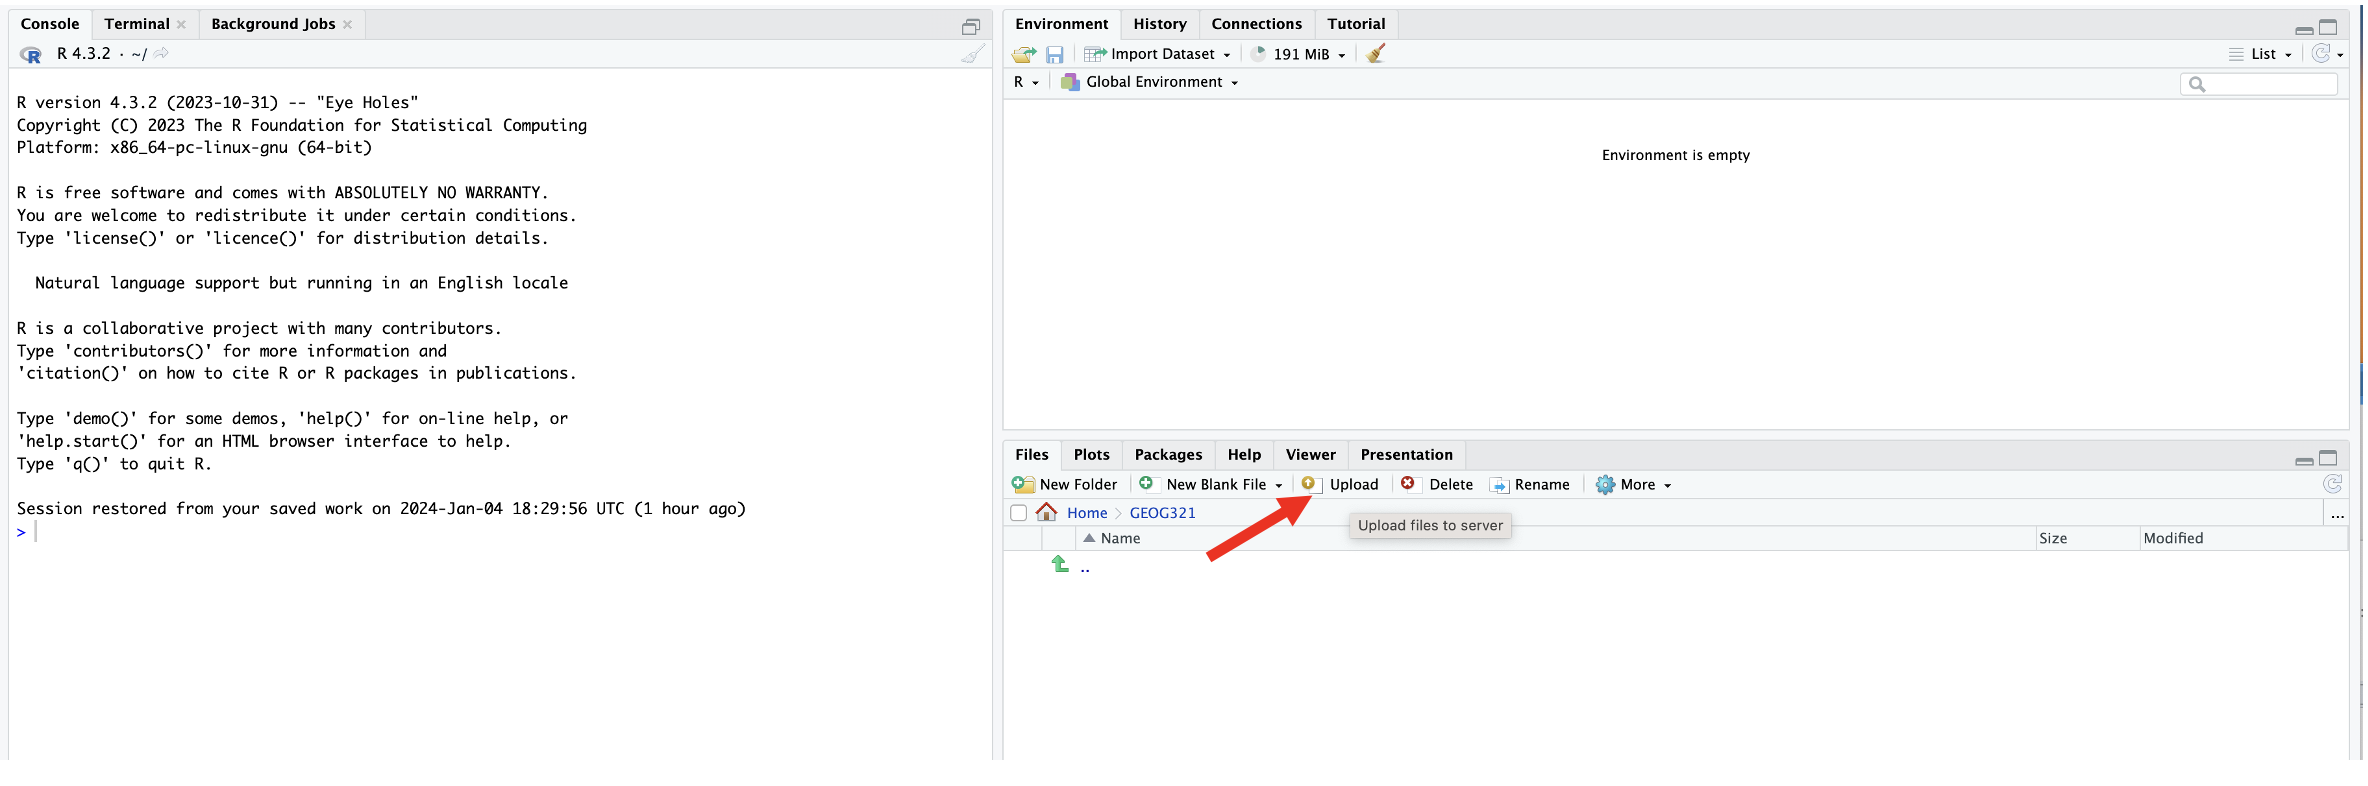 Console Terminal Background Jobs
R 4.3.2 · ~/
R version 4.3.2 (2023-10-31) -- "Eye Holes"
Copyright (C) 2023 The R Foundation for Statistical Computing
Platform: x86_64-pc-linux-gnu (64-bit)
R is free software and comes with ABSOLUTELY NO WARRANTY.
You are welcome to redistribute it under certain conditions.
Type 'license()' or 'licence()' for distribution details.
Natural language support but running in an English locale
R is a collaborative project with many contributors.
Type 'contributors()' for more information and
'citation()' on how to cite R or R packages in publications.
Type 'demo()' for some demos, 'help()' for on-line help, or
'help.start()' for an HTML browser interface to help.
Type 'q()' to quit R.
Session restored from your saved work on 2024-Jan-04 18:29:56 UTC (1 hour ago)
>
Environment History Connections Tutorial
Import Dataset 191 MiB List
R Global Environment
Environment is empty
Files Plots Packages Help Viewer Presentation
New Folder New Blank File Upload Delete Rename More
Home GEOG321 ...
Upload files to server
Name Size Modified
..